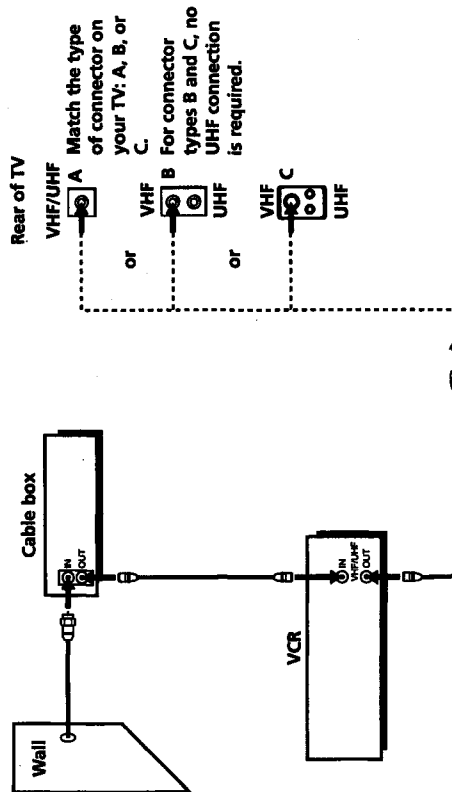 Wall
Cable box
IN
OUT
VCR
IN
VHF/UHF
OUT
Rear of TV
VHF/UHF
A
or
VHF
B
UHF
or
VHF
C
UHF
Match the type
of connector on
your TV: A, B, or
C.
For connector
types B and C, no
UHF connection
is required.